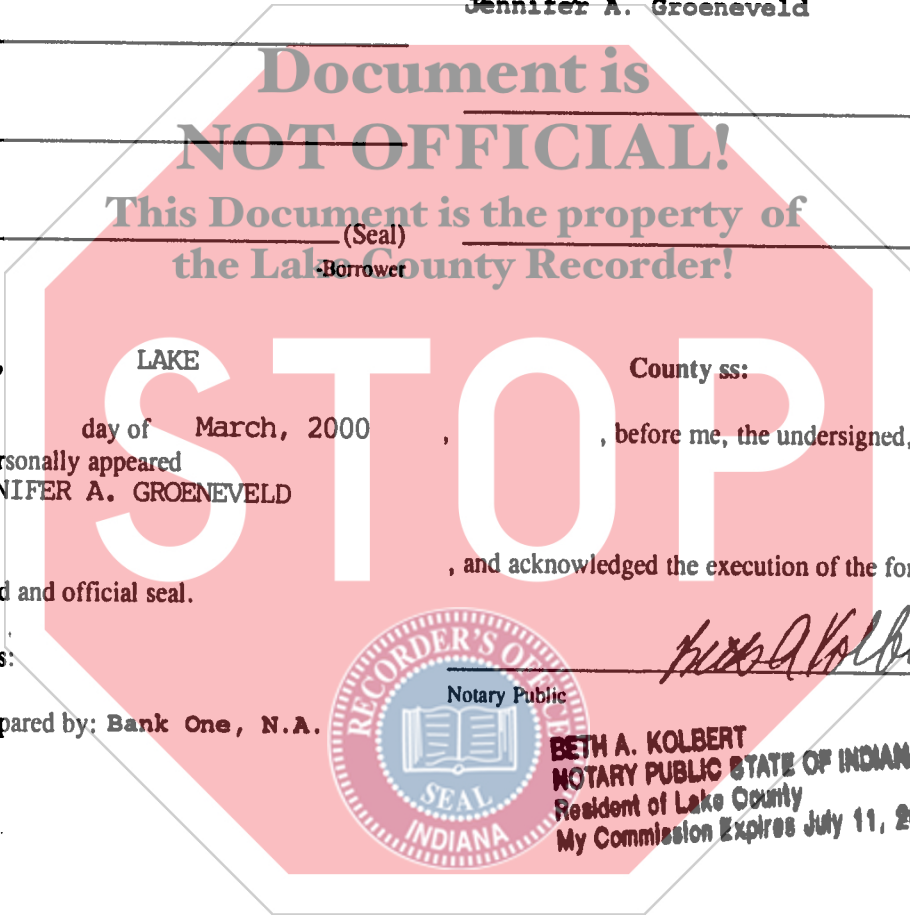 Jennifer A. Groeneveld
Document is
NOT OFFICIAL!
This Document is the property of
(Seal)
the Lake County Recorder!
-Borrower
LAKE County ss:
STOP
day of March, 2000 , , before me, the undersigned,
rsonally appeared
NIFER A. GROENEVELD
, and acknowledged the execution of the for
d and official seal.
s:
Notary Public
pared by: Bank One, N.A.
RECORDER'S OFFICE
SEAL
INDIANA
BETH A. KOLBERT
NOTARY PUBLIC STATE OF INDIAN
Resident of Lake County
My Commission Expires July 11, 2